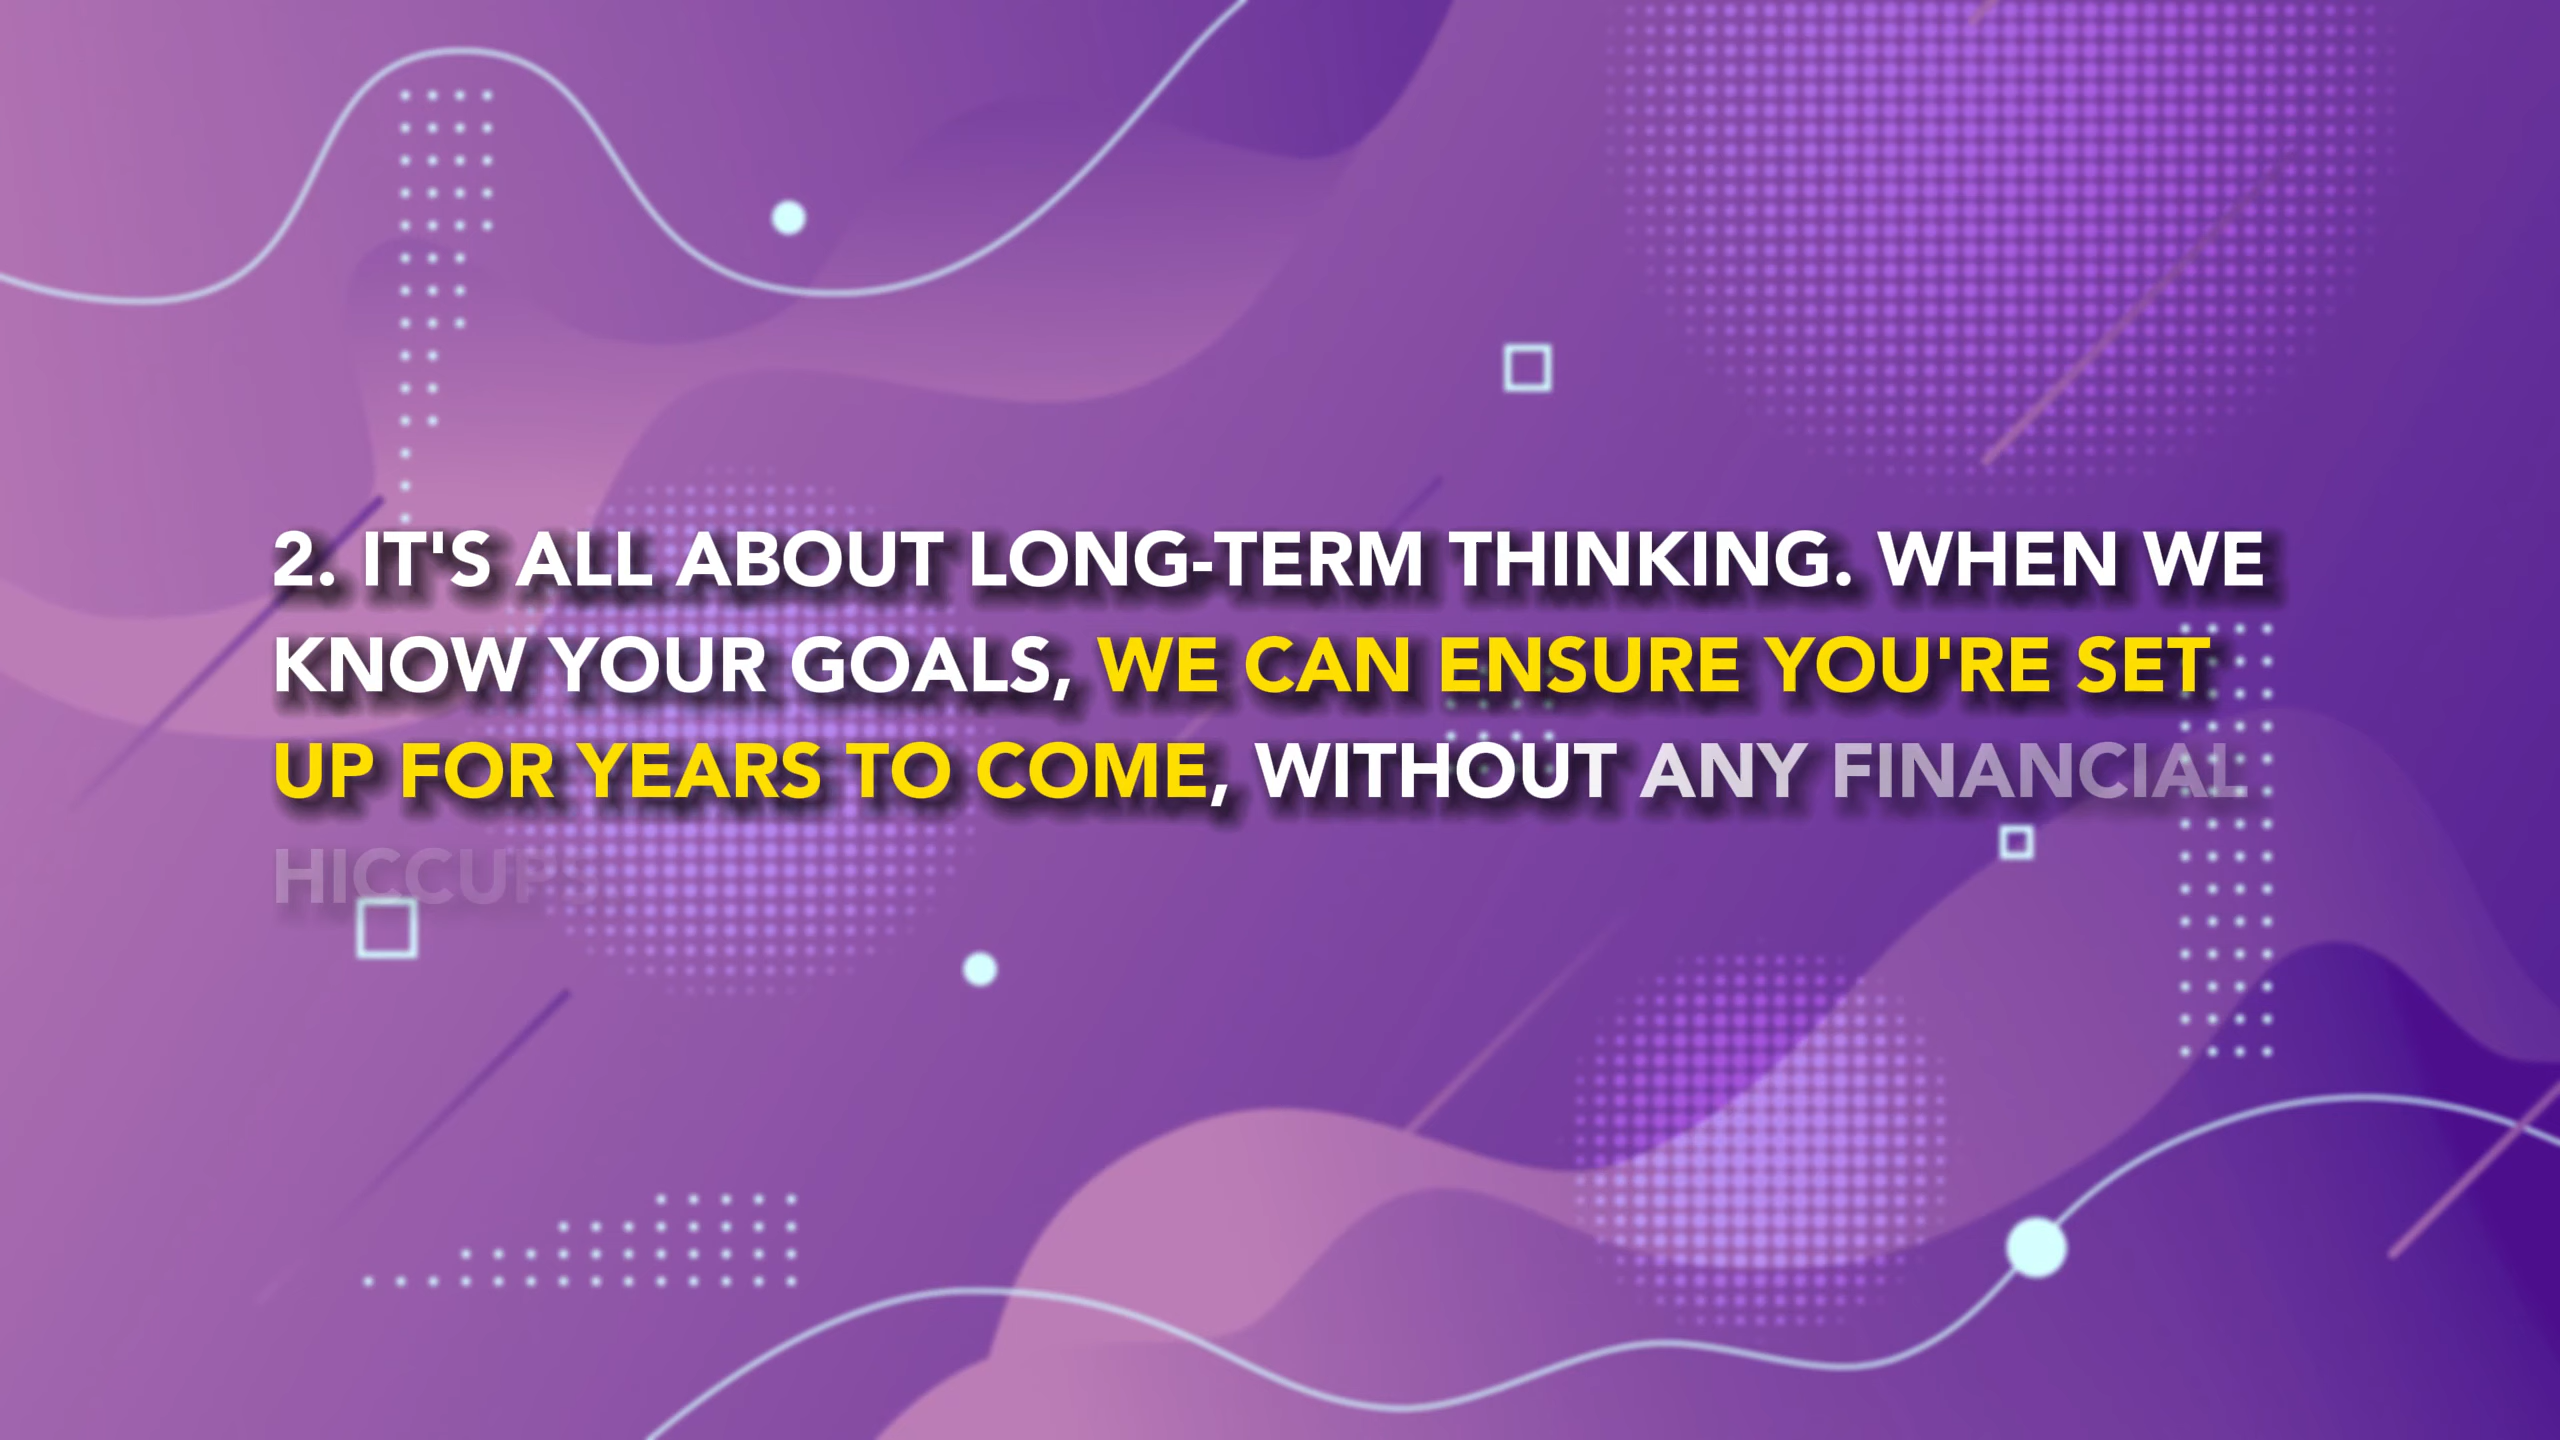 2. IT'S ALL ABOUT LONG-TERM THINKING. WHEN WE
KNOW YOUR GOALS, WE CAN ENSURE YOU'RE SET
UP FOR YEARS TO COME, WITHOUT ANY FINANCIAL
HICCUPS